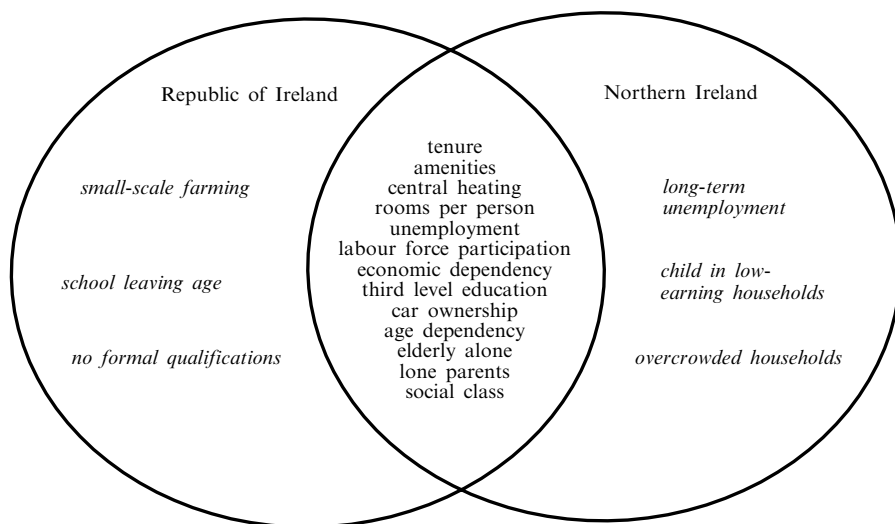 Republic of Ireland
small-scale farming
school leaving age
no formal qualifications
tenure
amenities
central heating
rooms per person
unemployment
labour force participation
economic dependency
third level education
car ownership
age dependency
elderly alone
lone parents
social class
Northern Ireland
long-term
unemployment
child in low-
earning households
overcrowded households